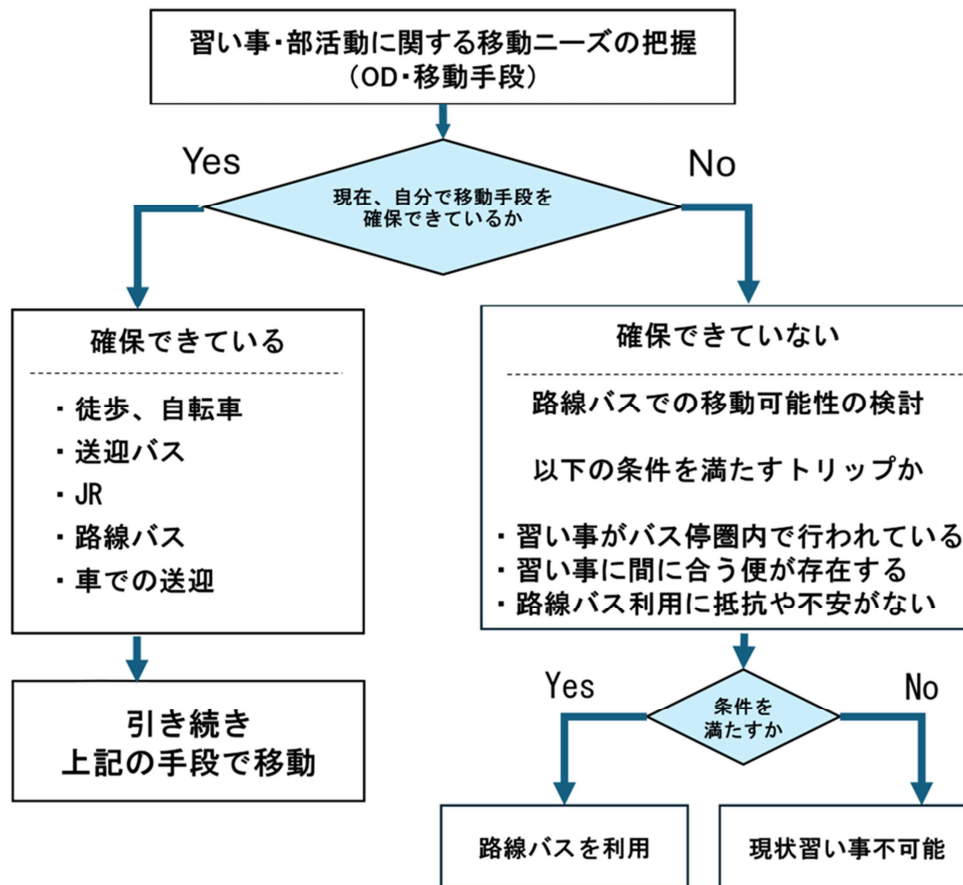 習い事・部活動に関する移動ニーズの把握
（OD・移動手段）
Yes
No
現在、自分で移動手段を
確保できているか
確保できている
・徒歩、自転車
・送迎バス
・JR
・路線バス
・車での送迎
引き続き
上記の手段で移動
確保できていない
路線バスでの移動可能性の検討
以下の条件を満たすトリップか
・習い事がバス停圏内で行われている
・習い事に間に合う便が存在する
・路線バス利用に抵抗や不安がない
Yes
No
条件を
満たすか
路線バスを利用
現状習い事不可能